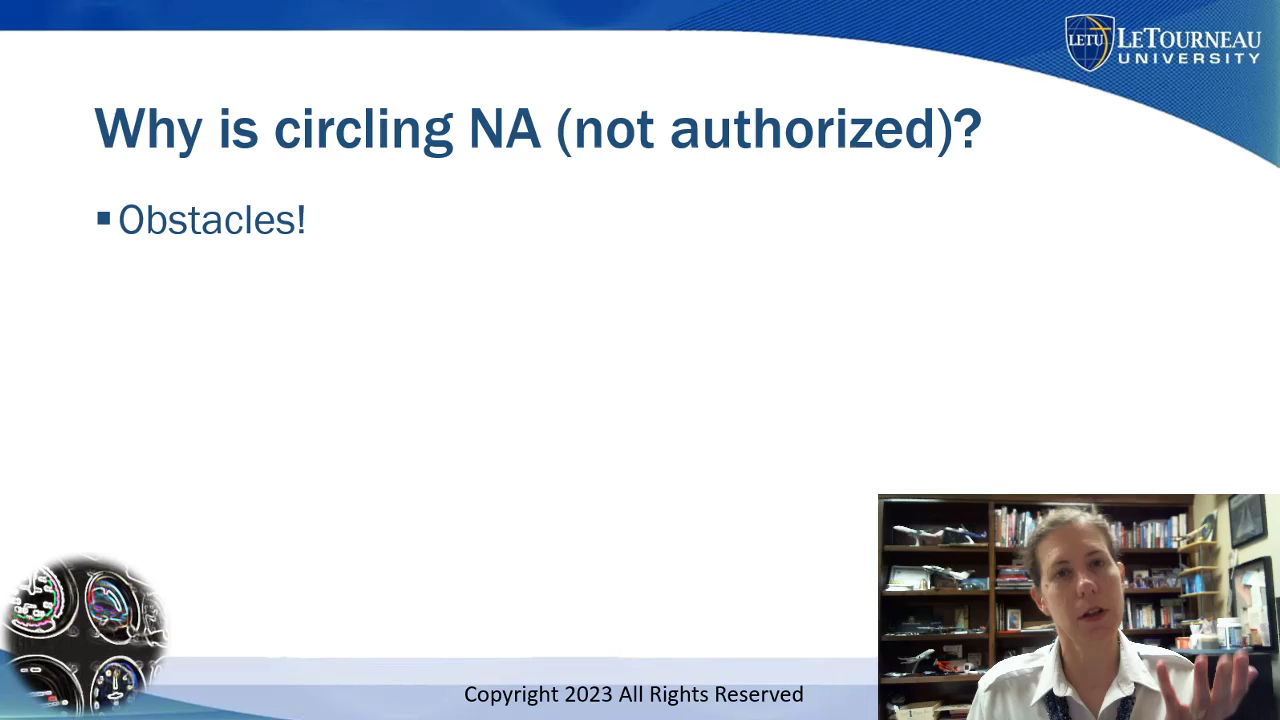 LETU
LETOURNEAU
UNIVERSITY
Why is circling NA (not authorized)?
Obstacles!
Copyright 2023 All Rights Reserved